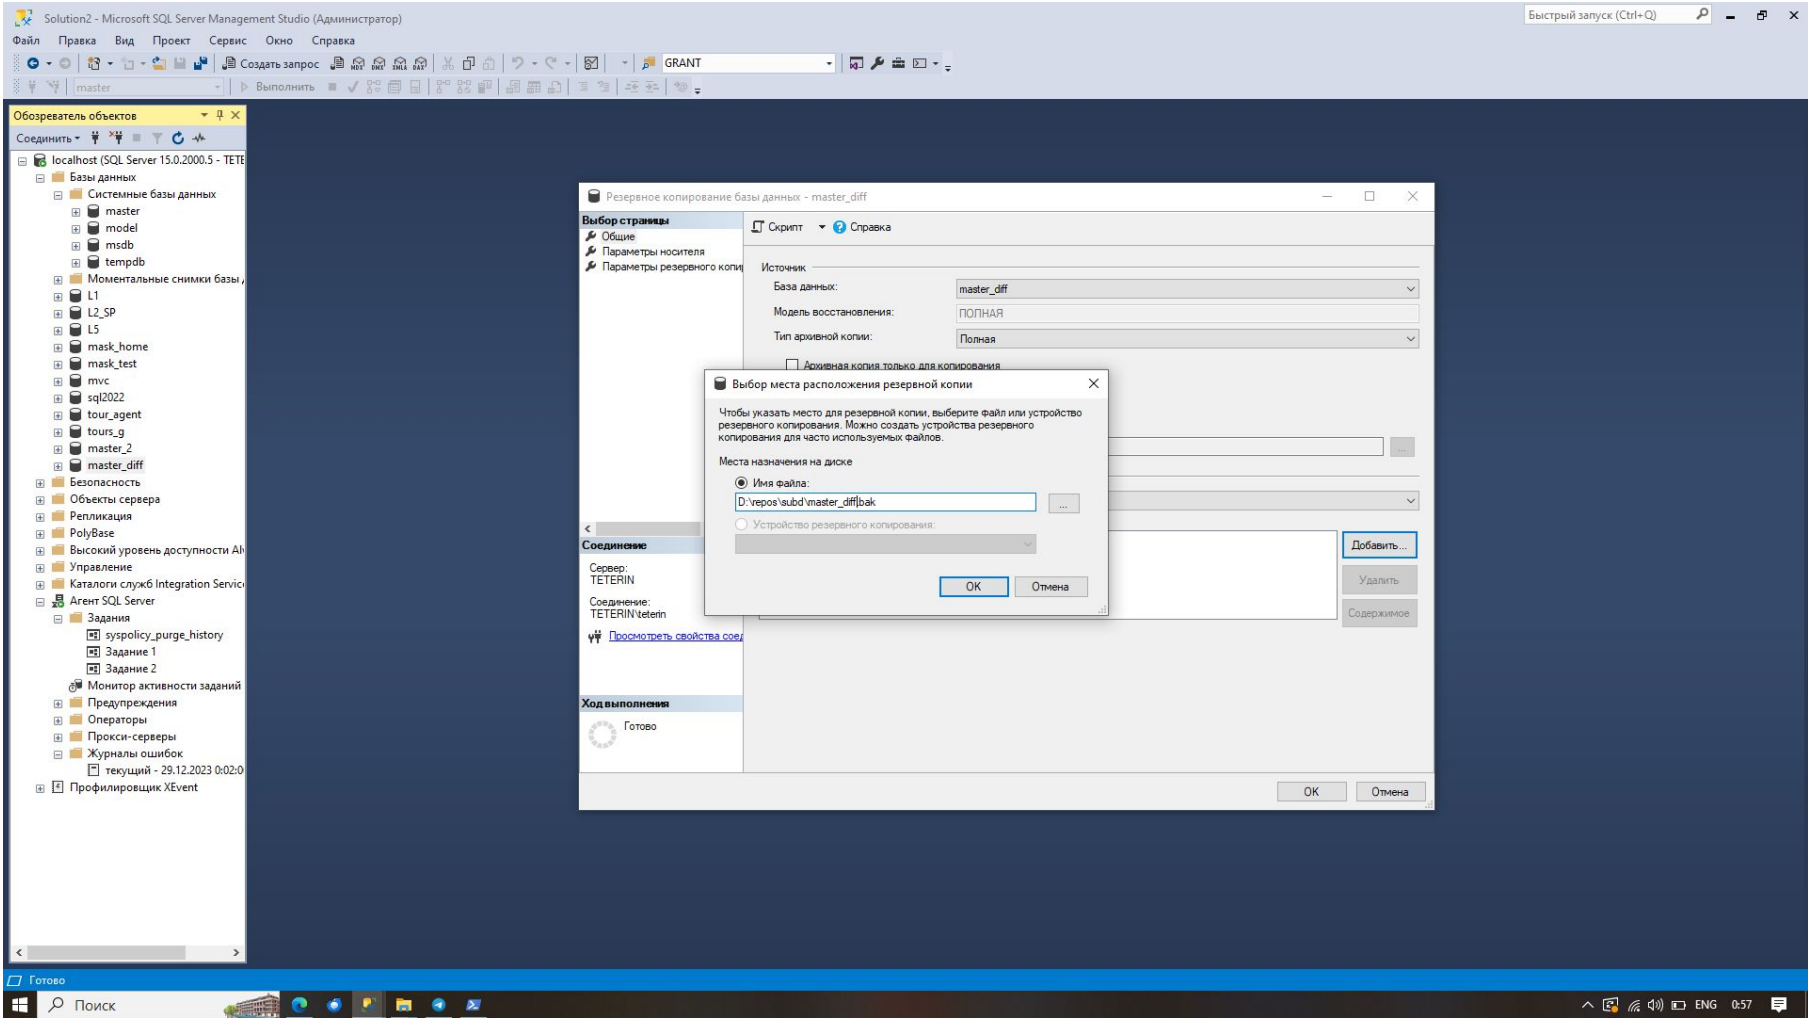 Solution2 - Microsoft SQL Server Management Studio (Администратор)
Быстрый запуск (Ctrl+Q)
Файл Правка Вид Проект Сервис Окно Справка
Создать запрос
GRANT
master
Выполнить
Обозреватель объектов
Соединить
localhost (SQL Server 15.0.2000.5 - TETE
Базы данных
Системные базы данных
master
model
msdb
tempdb
Моментальные снимки базы
L1
L2_SP
L5
mask_home
mask_test
mvc
sql2022
tour_agent
tours_g
master_2
master_diff
Безопасность
Объекты сервера
Репликация
PolyBase
Высокий уровень доступности Al
Управление
Каталоги служб Integration Servic
Агент SQL Server
Задания
syspolicy_purge_history
Задание 1
Задание 2
Монитор активности заданий
Предупреждения
Операторы
Прокси-серверы
Журналы ошибок
текущий - 29.12.2023 0:02:0
Профилировщик XEvent
Резервное копирование базы данных - master_diff
Выбор страницы
Общие
Параметры носителя
Параметры резервного копи
Скрипт
Справка
Источник
База данных:
master_diff
Модель восстановления:
ПОЛНАЯ
Тип архивной копии:
Полная
Архивная копия только для копирования
Выбор места расположения резервной копии
Чтобы указать место для резервной копии, выберите файл или устройство
резервного копирования. Можно создать устройства резервного
копирования для часто используемых файлов.
Места назначения на диске
Имя файла:
D:\repos\subd\master_diff.bak
...
Устройство резервного копирования:
OK
Отмена
...
Добавить...
Удалить
Содержимое
Соединение
Сервер:
TETERIN
Соединение:
TETERIN\teterin
Просмотреть свойства соед
Ход выполнения
Готово
OK
Отмена
Готово
Поиск
ENG
0:57